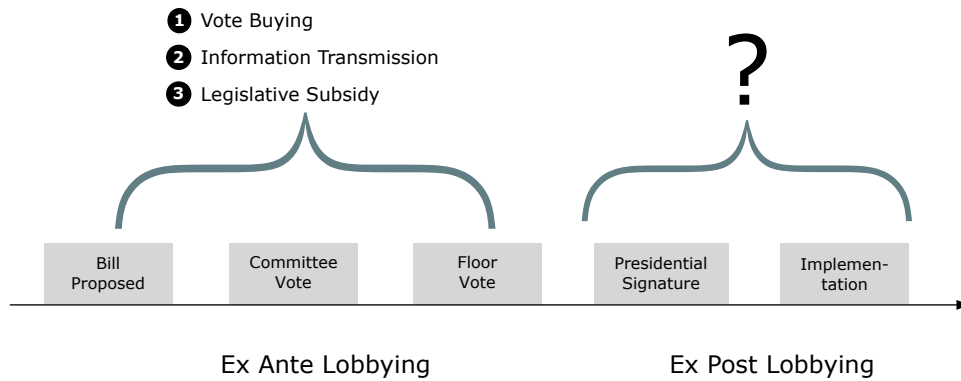 1 Vote Buying
2 Information Transmission
3 Legislative Subsidy
?
Bill
Proposed
Committee
Vote
Floor
Vote
Presidential
Signature
Implemen-
tation
Ex Ante Lobbying
Ex Post Lobbying